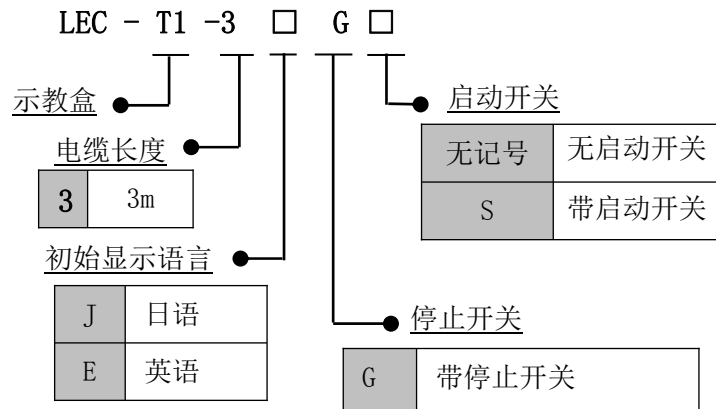 LEC - T1 -3 □ G □
示教盒
启动开关
无记号 无启动开关
S 带启动开关
电缆长度
3 3m
初始显示语言
J 日语
E 英语
停止开关
G 带停止开关